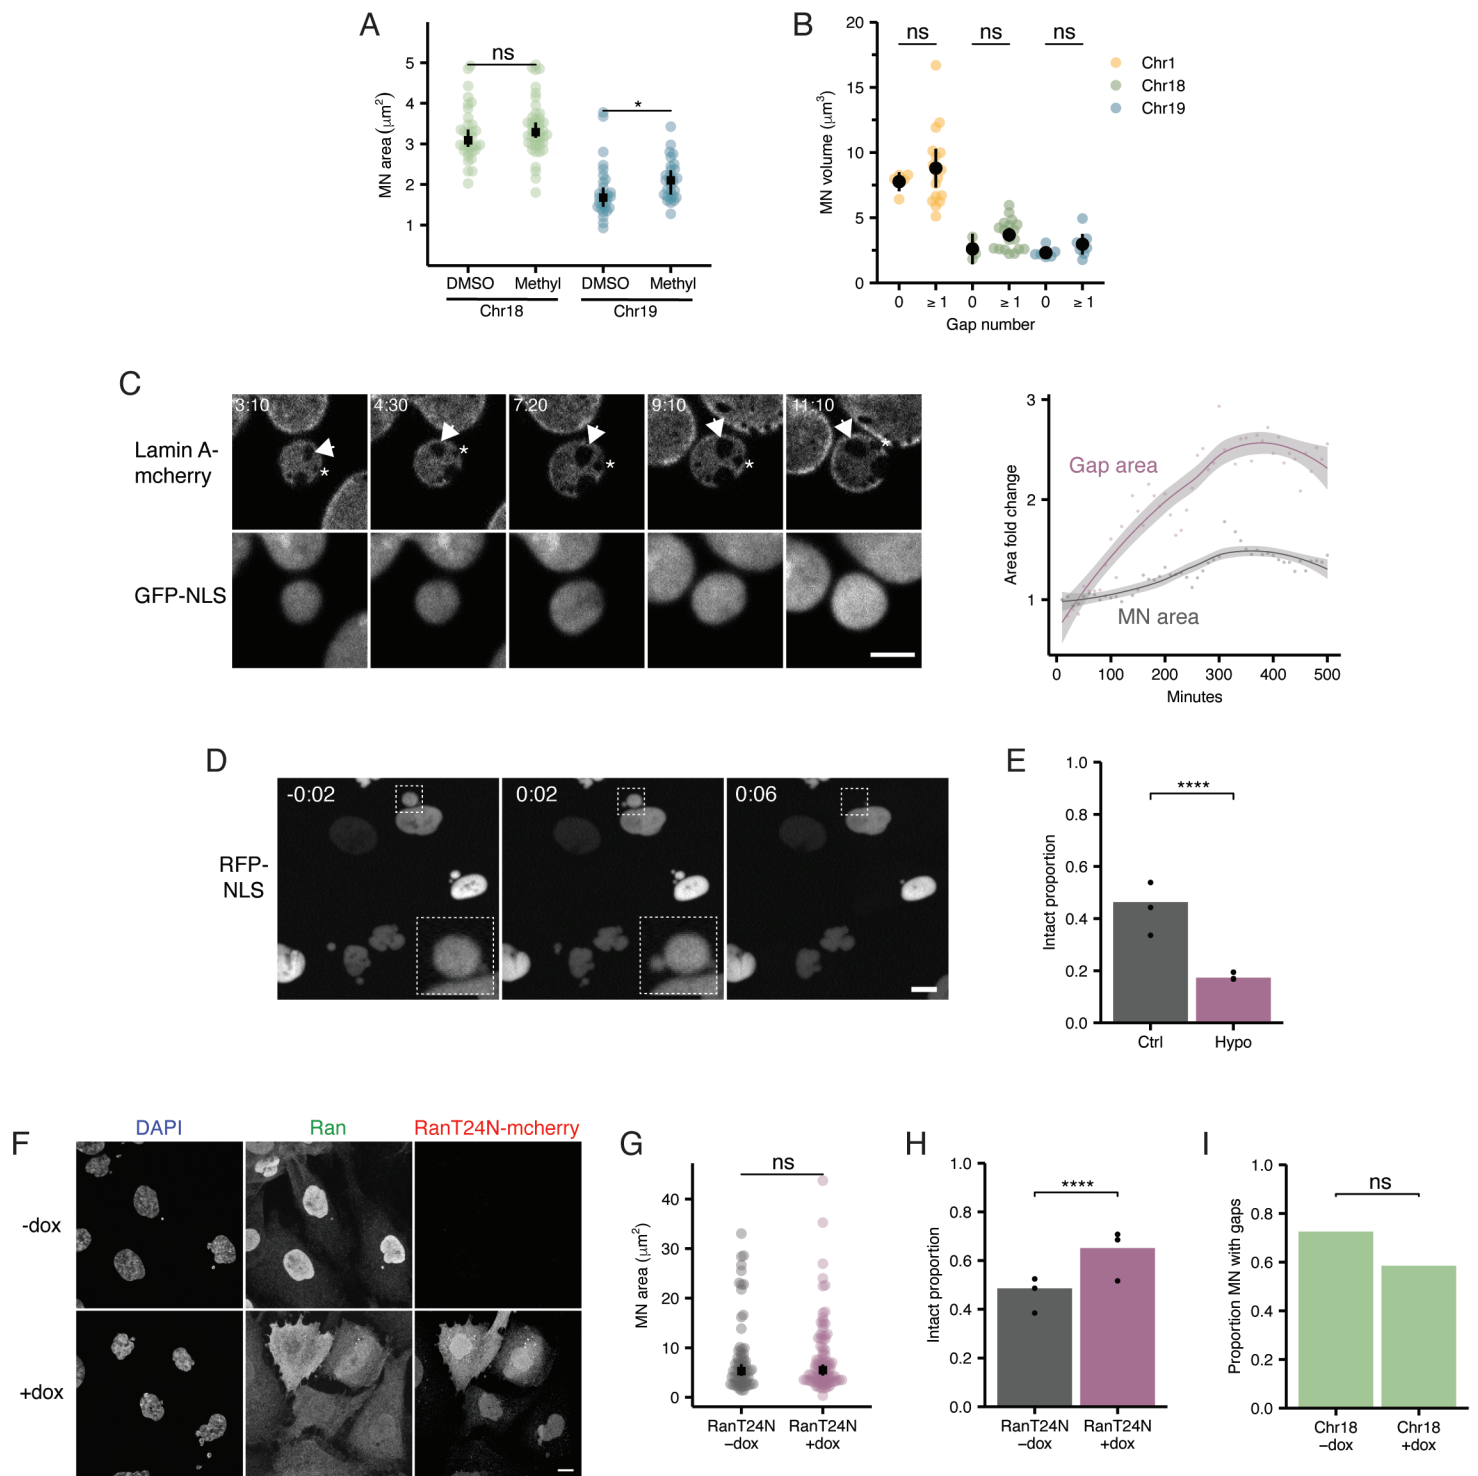 A
MN area (μm²)
5
4
3
2
1
ns
*
DMSO
Methyl
DMSO
Methyl
Chr18
Chr19
B
MN volume (μm³)
20
15
10
5
0
ns
ns
ns
0
≥ 1
0
≥ 1
0
≥ 1
Gap number
Chr1
Chr18
Chr19
C
Lamin A-
mcherry
GFP-NLS
3:10
4:30
7:20
9:10
11:10
*
*
*
*
*
Area fold change
3
2
1
Gap area
MN area
0
100
200
300
400
500
Minutes
D
RFP-
NLS
-0:02
0:02
0:06
E
Intact proportion
1.0
0.8
0.6
0.4
0.2
0.0
****
Ctrl
Hypo
F
DAPI
Ran
RanT24N-mcherry
-dox
+dox
G
MN area (μm²)
40
30
20
10
0
ns
RanT24N
–dox
RanT24N
+dox
H
Intact proportion
1.0
0.8
0.6
0.4
0.2
0.0
****
RanT24N
–dox
RanT24N
+dox
I
Proportion MN with gaps
1.0
0.8
0.6
0.4
0.2
0.0
ns
Chr18
–dox
Chr18
+dox